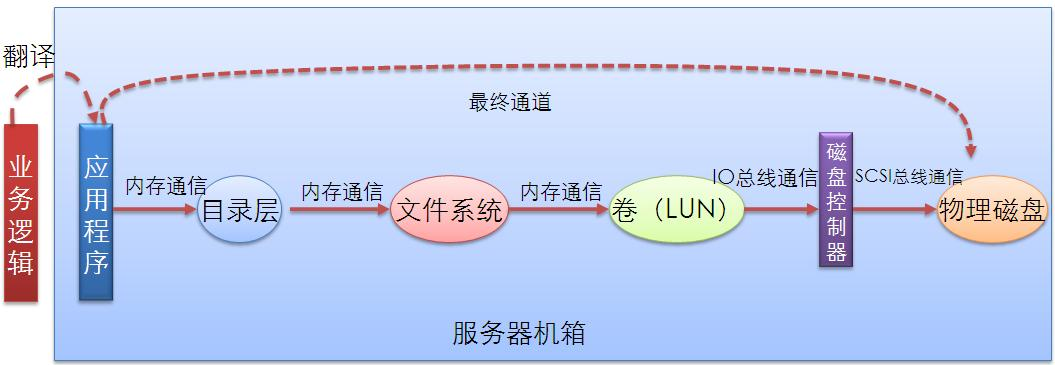 翻译
最终通道
业务逻辑
应用程序
内存通信
目录层
内存通信
文件系统
内存通信
卷（LUN）
IO总线通信
磁盘控制器
SCSI总线通信
物理磁盘
服务器机箱